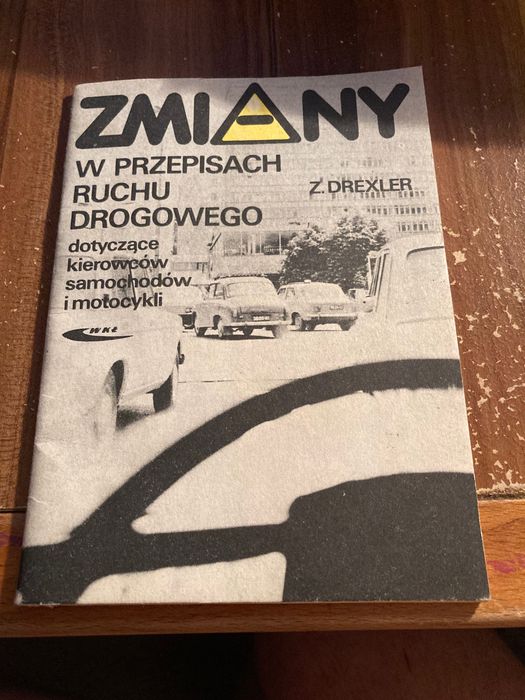 ZMIANY
W PRZEPISACH
RUCHU
DROGOWEGO
Z. DREXLER
dotyczące
kierowców
samochodów
i motocykli
WKŁ